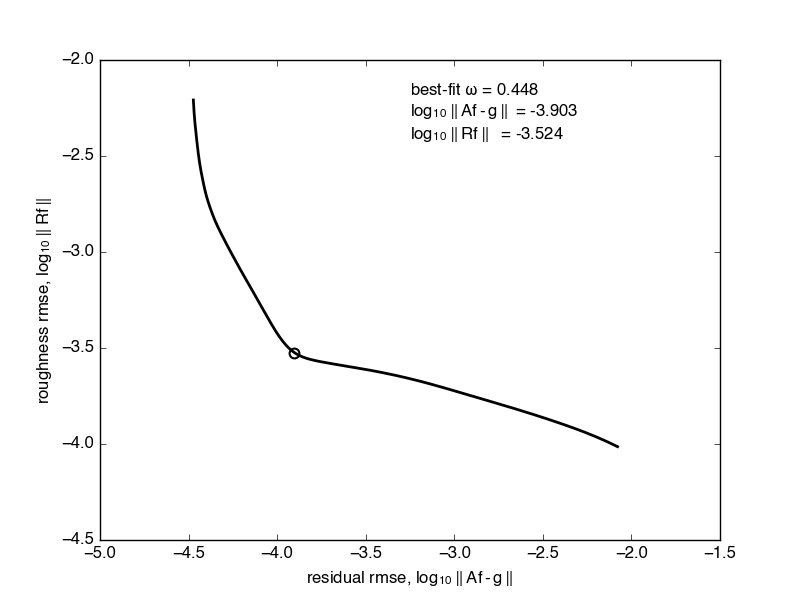 −2.0
best-fit ω = 0.448
log₁₀ || Af - g || = -3.903
log₁₀ || Rf || = -3.524
−2.5
−3.0
−3.5
−4.0
−4.5
roughness rmse, log₁₀ || Rf ||
−5.0 −4.5 −4.0 −3.5 −3.0 −2.5 −2.0 −1.5
residual rmse, log₁₀ || Af - g ||